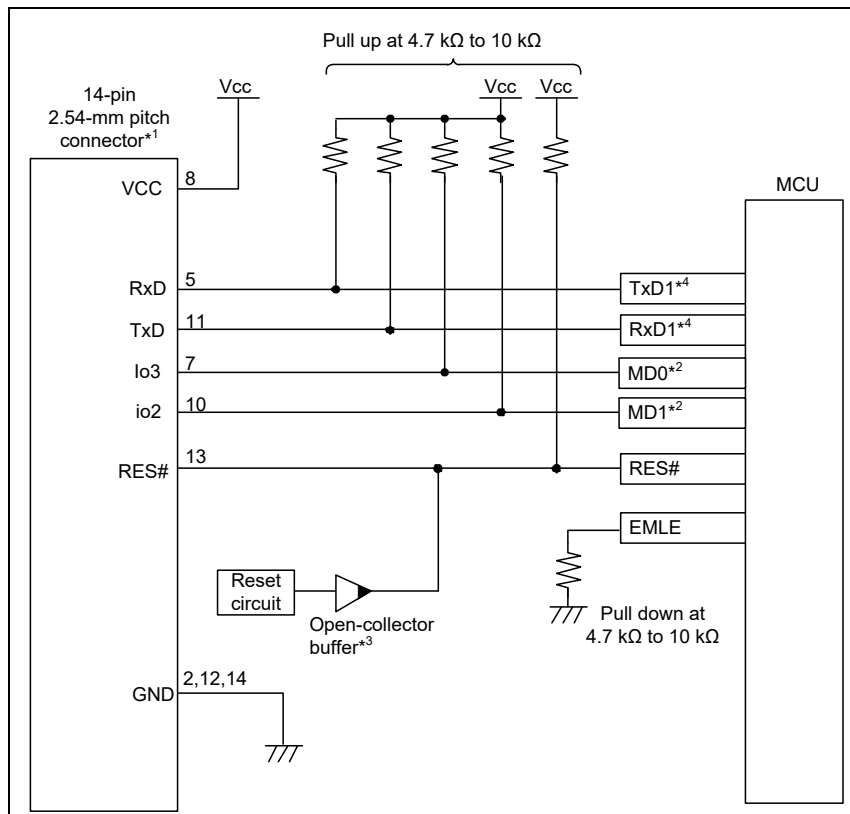 Pull up at 4.7 kΩ to 10 kΩ
14-pin
2.54-mm pitch
connector*1
Vcc
Vcc
Vcc
MCU
VCC
8
RxD
5
TxD1*4
TxD
11
RxD1*4
Io3
7
MD0*2
io2
10
MD1*2
RES#
13
RES#
EMLE
Reset
circuit
Open-collector
buffer*3
Pull down at
4.7 kΩ to 10 kΩ
GND
2,12,14